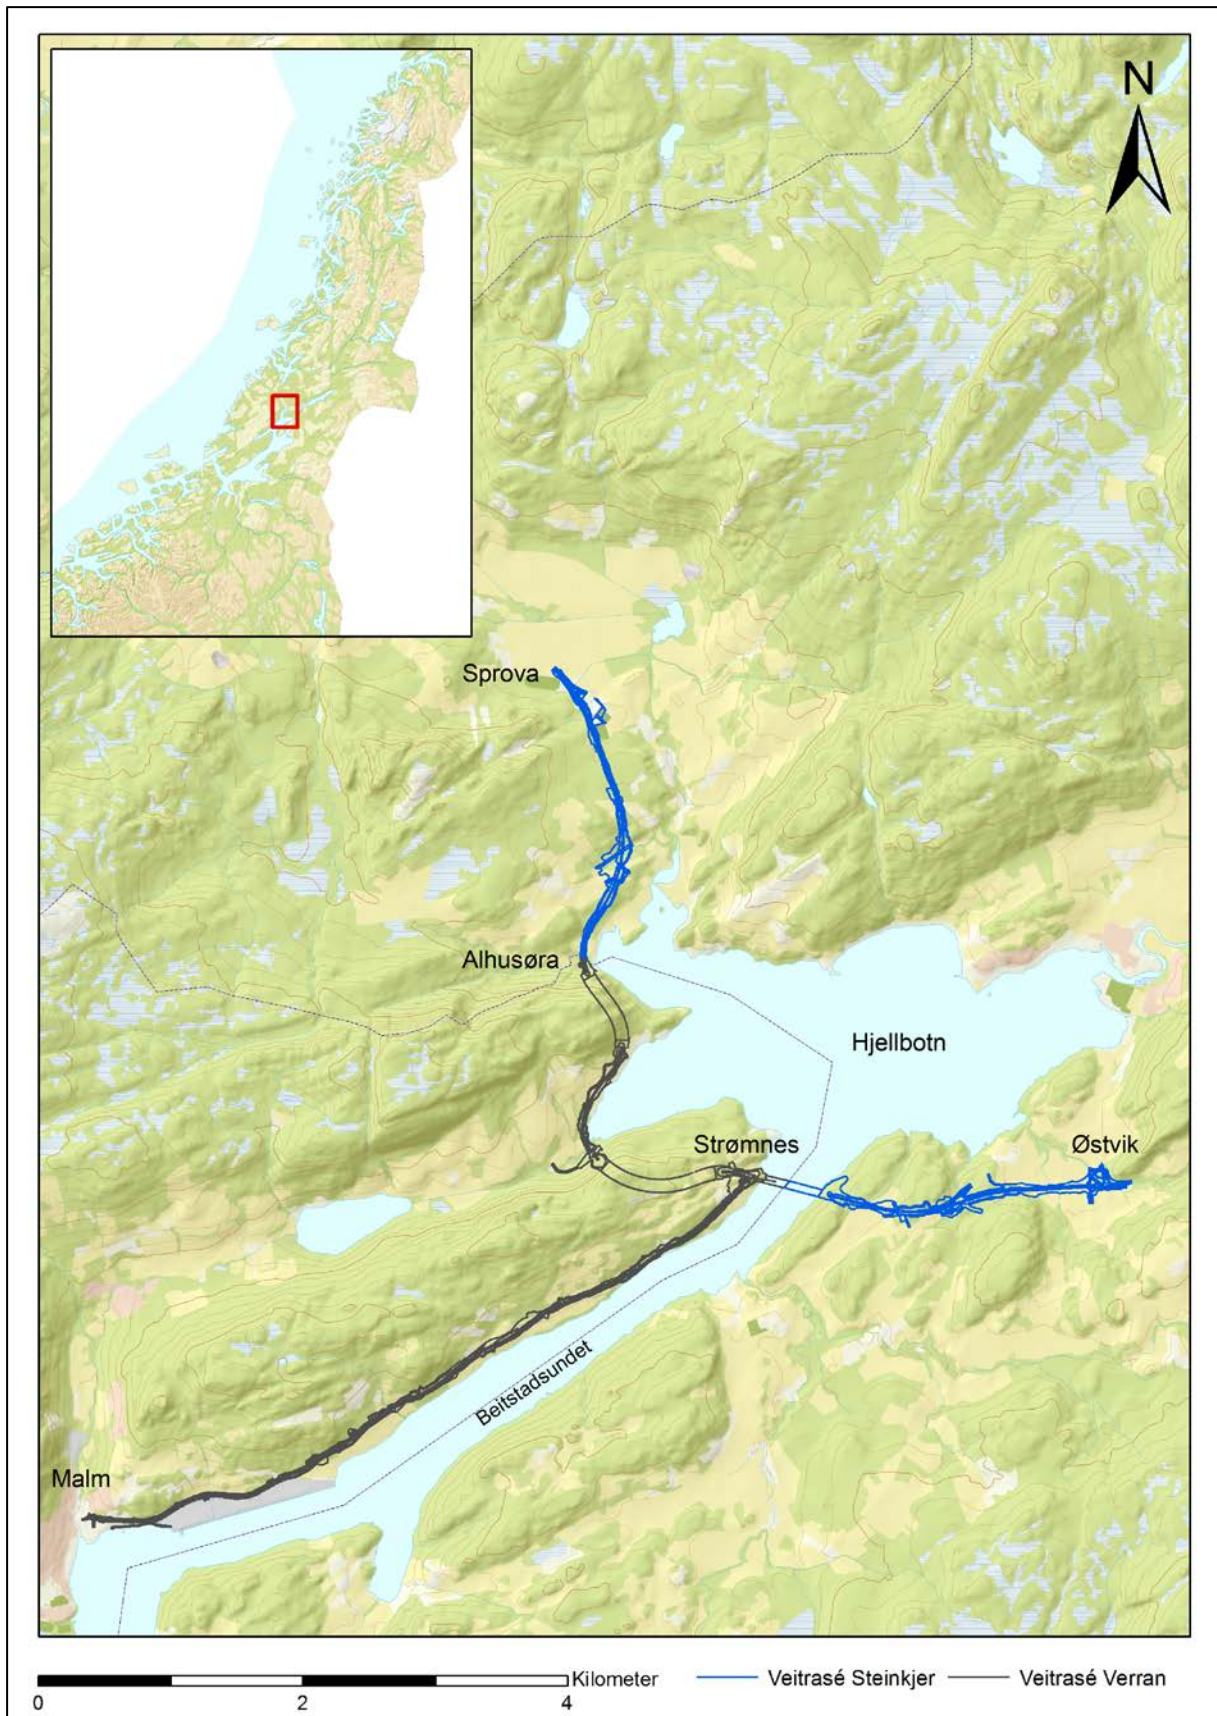 N
Sprova
Alhusøra
Hjellbotn
Strømnes
Østvik
Beitstadsundet
Malm
Kilometer
Veitrasé Steinkjer
Veitrasé Verran
0
2
4